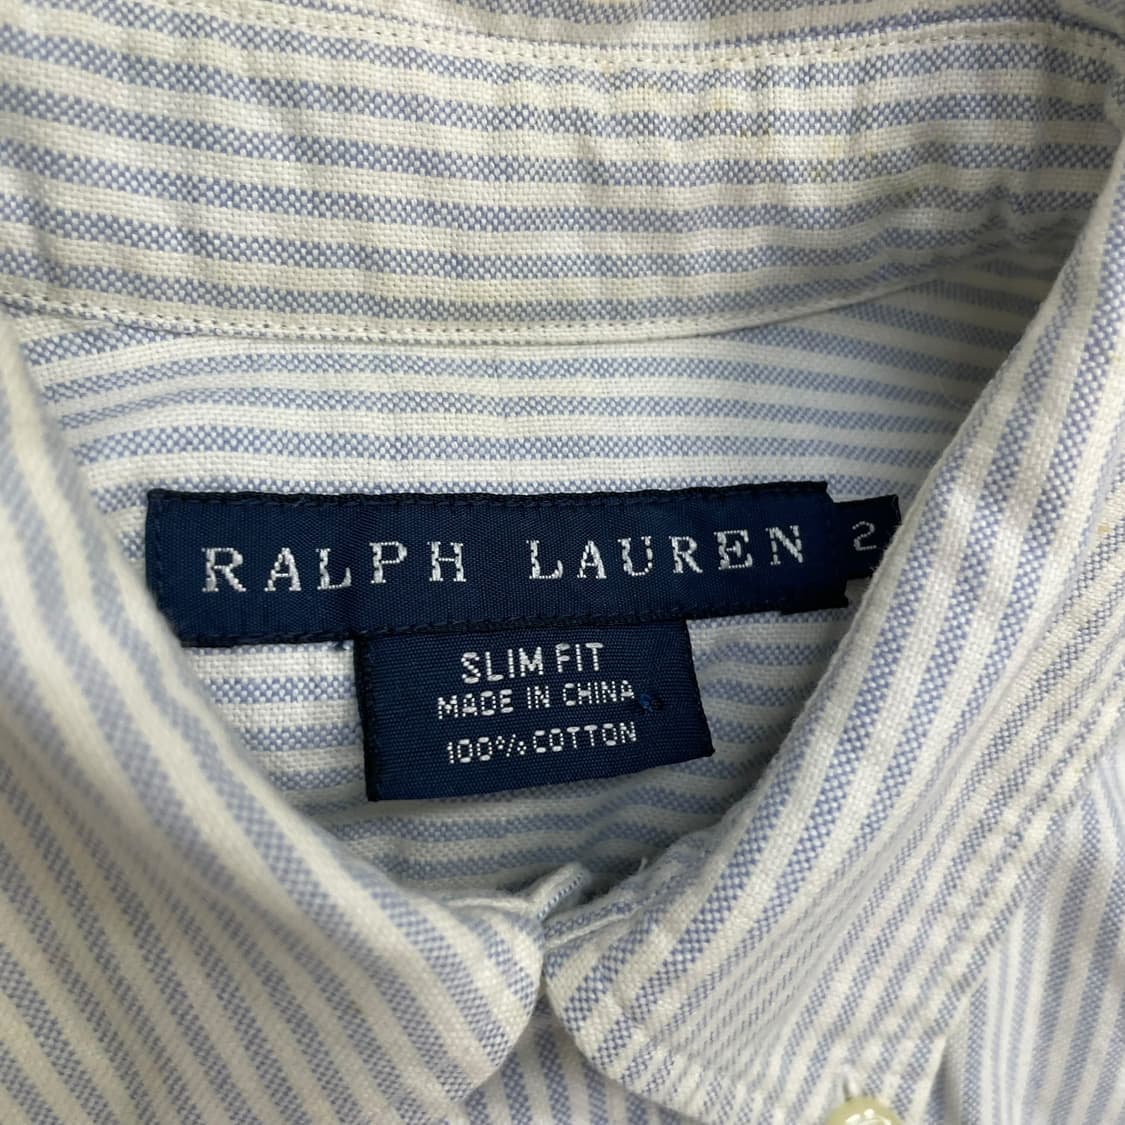 RALPH LAUREN
2
SLIM FIT
MADE IN CHINA
100% COTTON